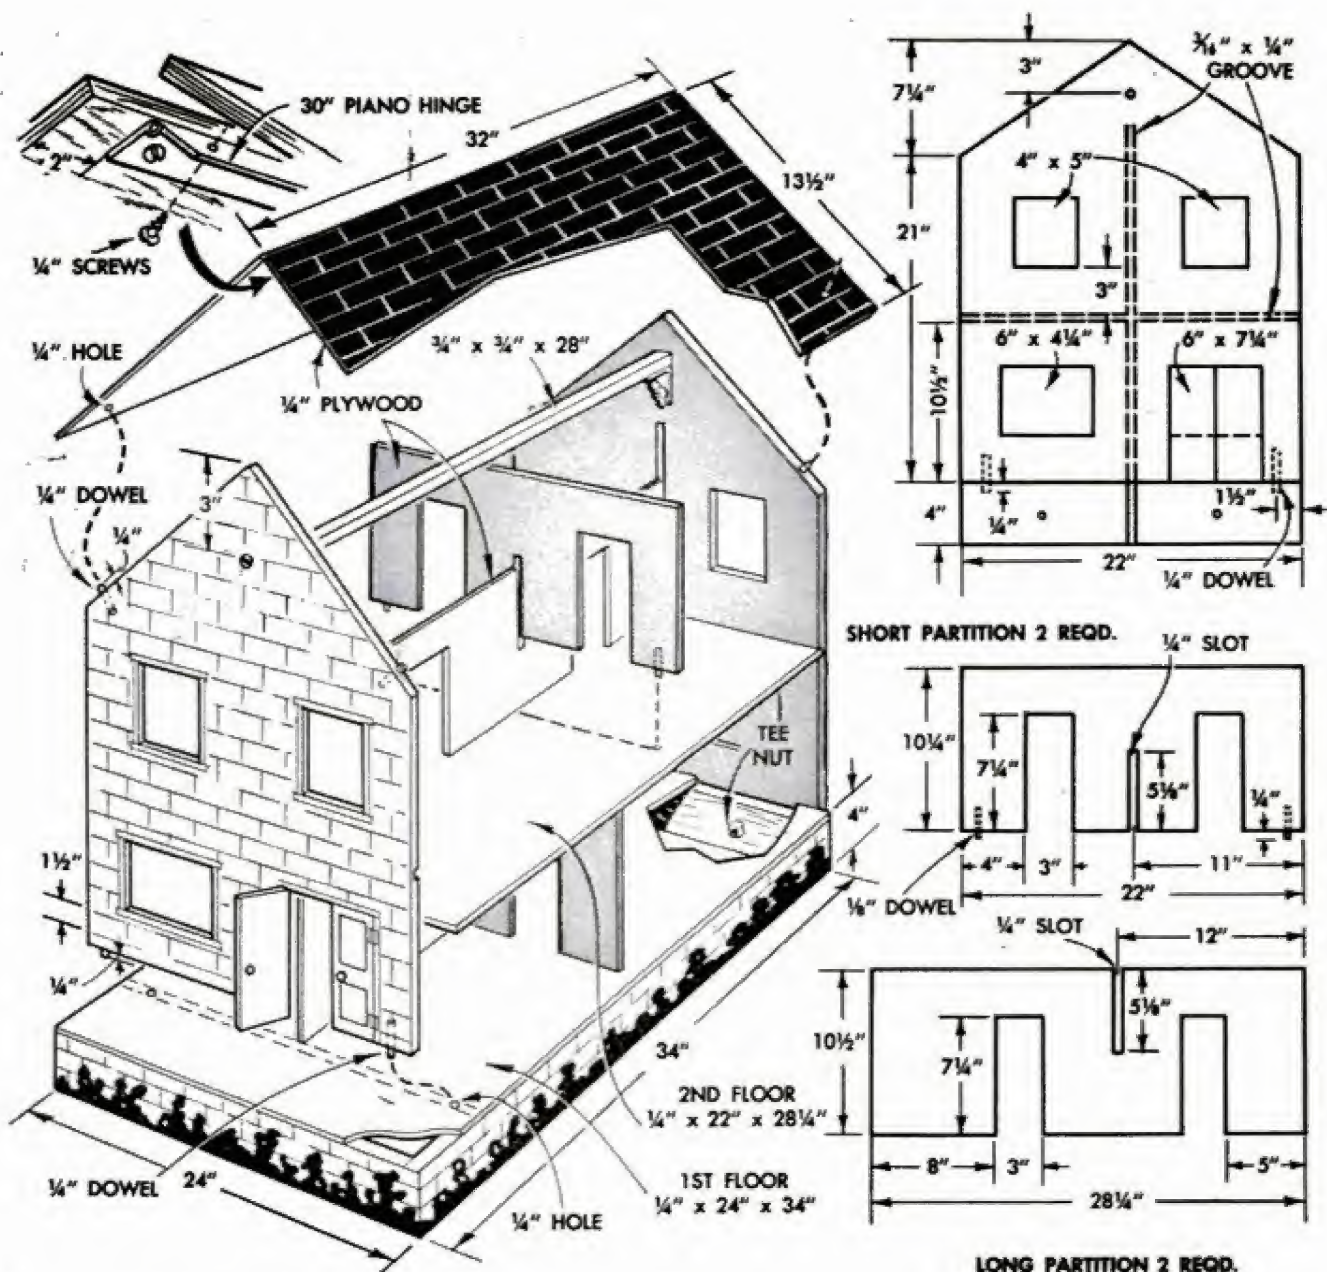 30" PIANO HINGE
2"
¼" SCREWS
32"
13½"
¼" HOLE
¾" x ¾" x 28"
¼" PLYWOOD
¼" DOWEL
3"
¼"
TEE
NUT
4"
1½"
¼"
34"
2ND FLOOR
¼" x 22" x 28¼"
1ST FLOOR
¼" x 24" x 34"
¼" DOWEL
24"
¼" HOLE
3"
7¼"
3⁄16" x ¼"
GROOVE
4" x 5"
21"
3"
6" x 4¼"
6" x 7¼"
10½"
4"
¼"
1½"
22"
¼" DOWEL
SHORT PARTITION 2 REQD.
¼" SLOT
10¼"
7¼"
5⅛"
¼"
4"
3"
11"
22"
⅛" DOWEL
¼" SLOT
12"
5⅛"
10½"
7¼"
8"
3"
5"
28¼"
LONG PARTITION 2 REQD.